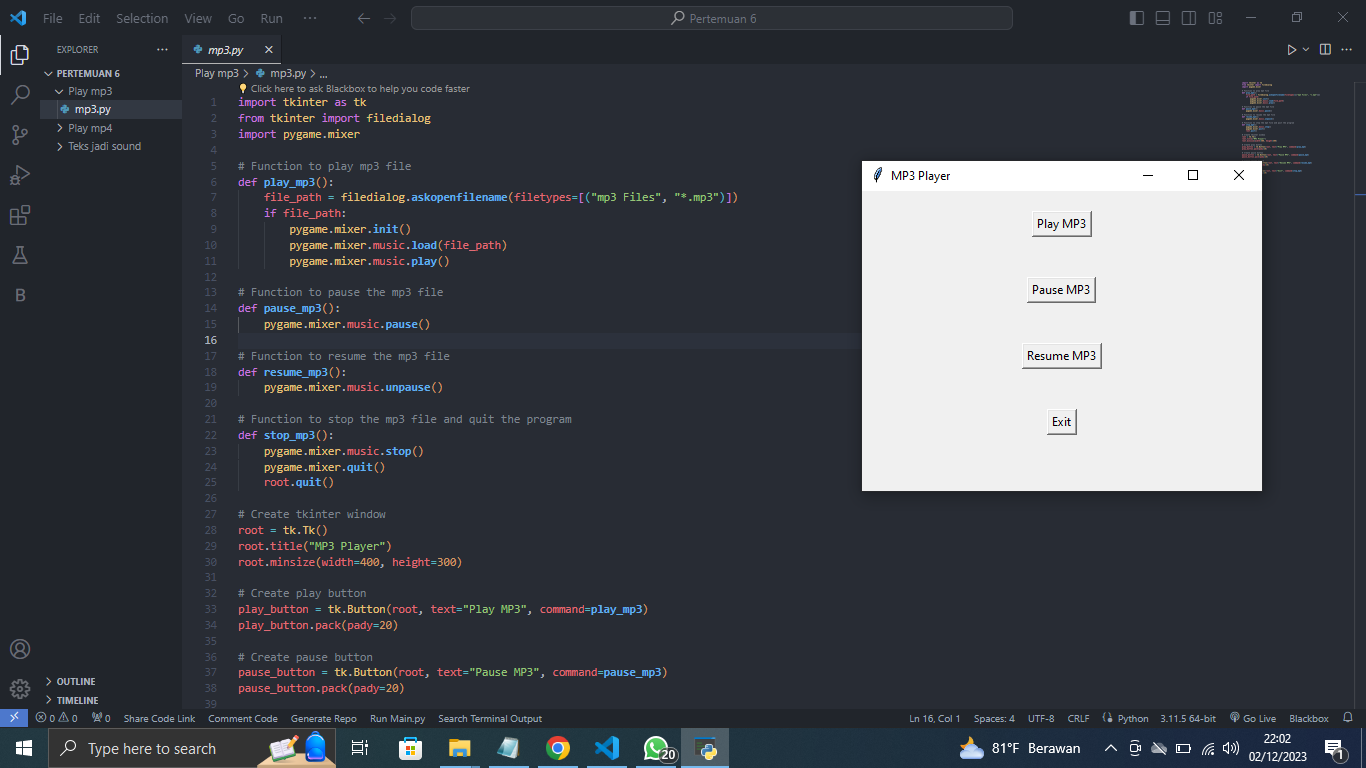 File Edit Selection View Go Run ··· Pertemuan 6
EXPLORER ···
PERTEMUAN 6
Play mp3
mp3.py
Play mp4
Teks jadi sound
OUTLINE
TIMELINE
mp3.py
Play mp3 > mp3.py > ...
Click here to ask Blackbox to help you code faster
1 import tkinter as tk
2 from tkinter import filedialog
3 import pygame.mixer
4
5 # Function to play mp3 file
6 def play_mp3():
7 file_path = filedialog.askopenfilename(filetypes=[("mp3 Files", "*.mp3")])
8 if file_path:
9 pygame.mixer.init()
10 pygame.mixer.music.load(file_path)
11 pygame.mixer.music.play()
12
13 # Function to pause the mp3 file
14 def pause_mp3():
15 pygame.mixer.music.pause()
16
17 # Function to resume the mp3 file
18 def resume_mp3():
19 pygame.mixer.music.unpause()
20
21 # Function to stop the mp3 file and quit the program
22 def stop_mp3():
23 pygame.mixer.music.stop()
24 pygame.mixer.quit()
25 root.quit()
26
27 # Create tkinter window
28 root = tk.Tk()
29 root.title("MP3 Player")
30 root.minsize(width=400, height=300)
31
32 # Create play button
33 play_button = tk.Button(root, text="Play MP3", command=play_mp3)
34 play_button.pack(pady=20)
35
36 # Create pause button
37 pause_button = tk.Button(root, text="Pause MP3", command=pause_mp3)
38 pause_button.pack(pady=20)
39
MP3 Player
Play MP3
Pause MP3
Resume MP3
Exit
0 0 0 Share Code Link Comment Code Generate Repo Run Main.py Search Terminal Output Ln 16, Col 1 Spaces: 4 UTF-8 CRLF Python 3.11.5 64-bit Go Live Blackbox
Type here to search 20 81°F Berawan 22:02
02/12/2023 1